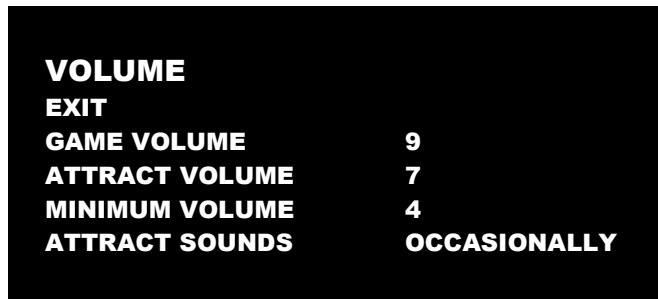 VOLUME
EXIT
GAME VOLUME 9
ATTRACT VOLUME 7
MINIMUM VOLUME 4
ATTRACT SOUNDS OCCASIONALLY